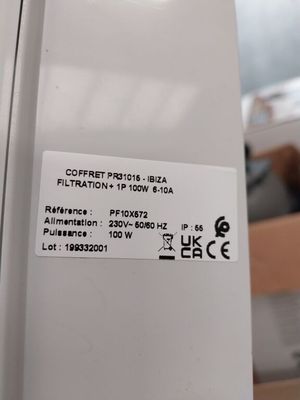 COFFRET PR31015 - IBIZA
FILTRATION + 1P 100W 6-10A
Référence : PF10X572
Alimentation : 230V~ 50/60 HZ IP : 55
Puissance : 100 W
Lot : 199332001
UK
CA CE